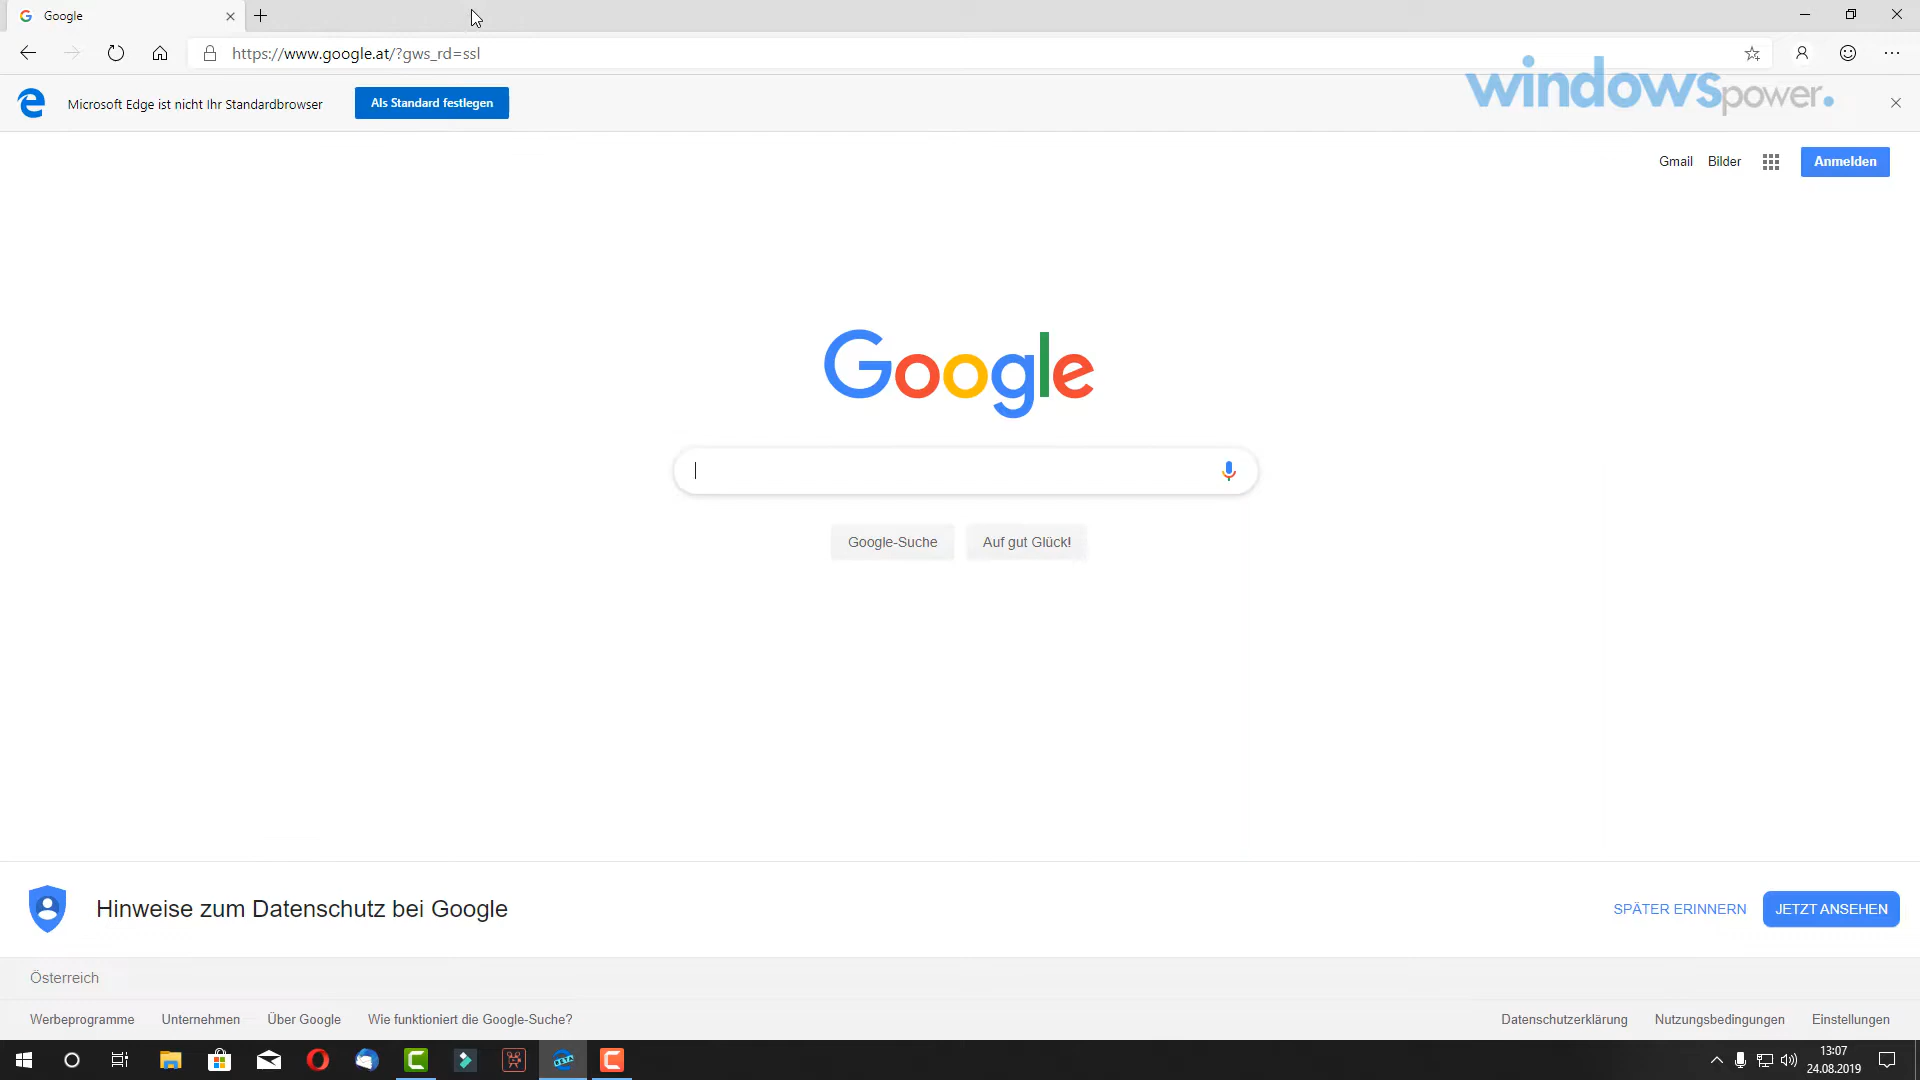 Google
https://www.google.at/?gws_rd=ssl
windowspower.
Microsoft Edge ist nicht Ihr Standardbrowser
Als Standard festlegen
Gmail
Bilder
Anmelden
Google
Google-Suche
Auf gut Glück!
Hinweise zum Datenschutz bei Google
SPÄTER ERINNERN
JETZT ANSEHEN
Österreich
Werbeprogramme
Unternehmen
Über Google
Wie funktioniert die Google-Suche?
Datenschutzerklärung
Nutzungsbedingungen
Einstellungen
BETA
13:07
24.08.2019